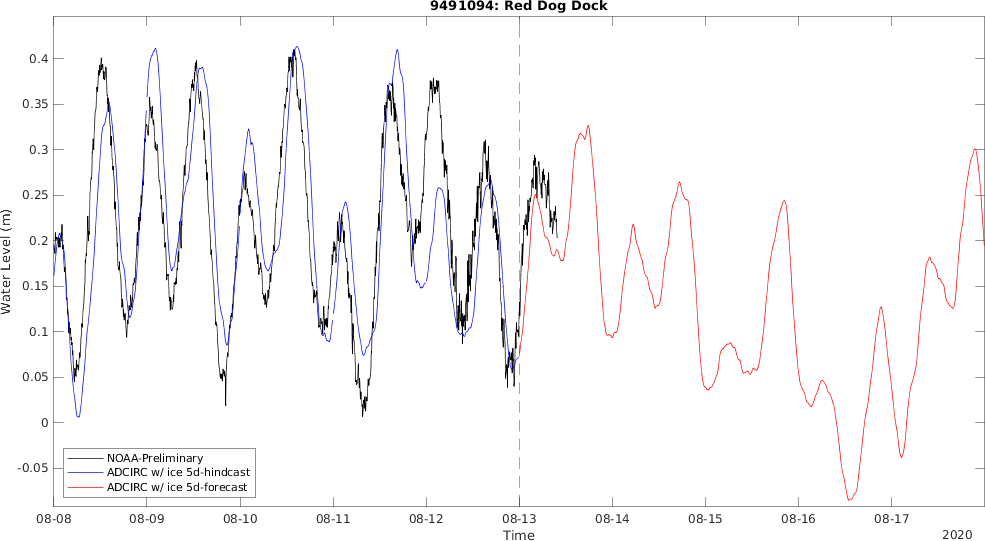 9491094: Red Dog Dock
Water Level (m)
0.4
0.35
0.3
0.25
0.2
0.15
0.1
0.05
0
-0.05
NOAA-Preliminary
ADCIRC w/ ice 5d-hindcast
ADCIRC w/ ice 5d-forecast
08-08 08-09 08-10 08-11 08-12 08-13 08-14 08-15 08-16 08-17
Time
2020